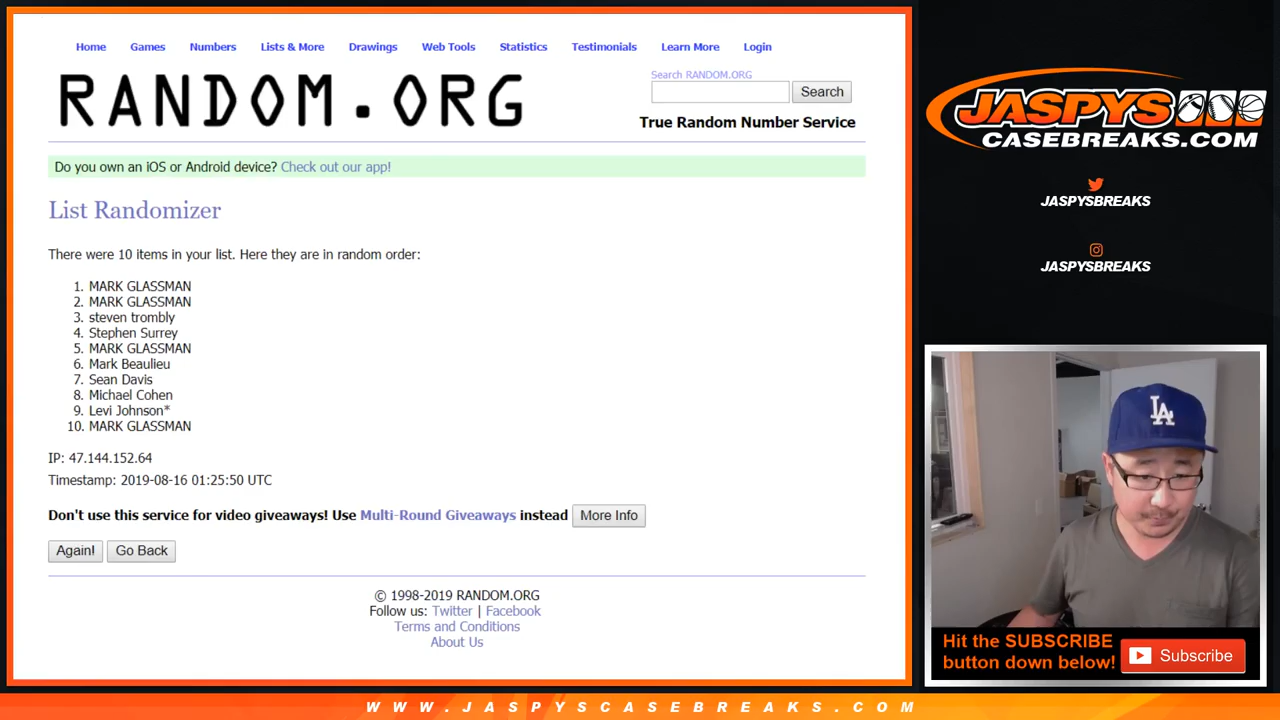 Home Games Numbers Lists & More Drawings Web Tools Statistics Testimonials Learn More Login
RANDOM.ORG
Search RANDOM.ORG
Search
True Random Number Service
Do you own an iOS or Android device? Check out our app!
List Randomizer
There were 10 items in your list. Here they are in random order:
1. MARK GLASSMAN
2. MARK GLASSMAN
3. steven trombly
4. Stephen Surrey
5. MARK GLASSMAN
6. Mark Beaulieu
7. Sean Davis
8. Michael Cohen
9. Levi Johnson*
10. MARK GLASSMAN
IP: 47.144.152.64
Timestamp: 2019-08-16 01:25:50 UTC
Don't use this service for video giveaways! Use Multi-Round Giveaways instead More Info
Again! Go Back
© 1998-2019 RANDOM.ORG
Follow us: Twitter | Facebook
Terms and Conditions
About Us
JASPYS
CASEBREAKS.COM
JASPYSBREAKS
JASPYSBREAKS
LA
Hit the SUBSCRIBE
button down below!
Subscribe
WWW.JASPYSCASEBREAKS.COM